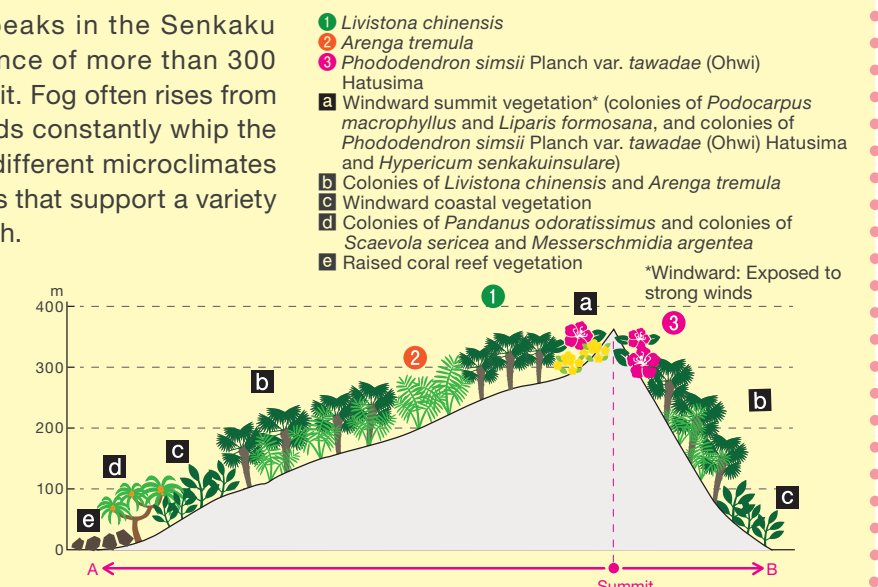 peaks in the Senkaku
nce of more than 300
it. Fog often rises from
ds constantly whip the
different microclimates
s that support a variety
h.
1 Livistona chinensis
2 Arenga tremula
3 Phododendron simsii Planch var. tawadae (Ohwi)
Hatusima
a Windward summit vegetation* (colonies of Podocarpus
macrophyllus and Liparis formosana, and colonies of
Phododendron simsii Planch var. tawadae (Ohwi) Hatusima
and Hypericum senkakuinsulare)
b Colonies of Livistona chinensis and Arenga tremula
c Windward coastal vegetation
d Colonies of Pandanus odoratissimus and colonies of
Scaevola sericea and Messerschmidia argentea
e Raised coral reef vegetation
*Windward: Exposed to
strong winds
m
400
300
200
100
0
1
a
3
2
b
b
c
d
c
e
A
B
Summit